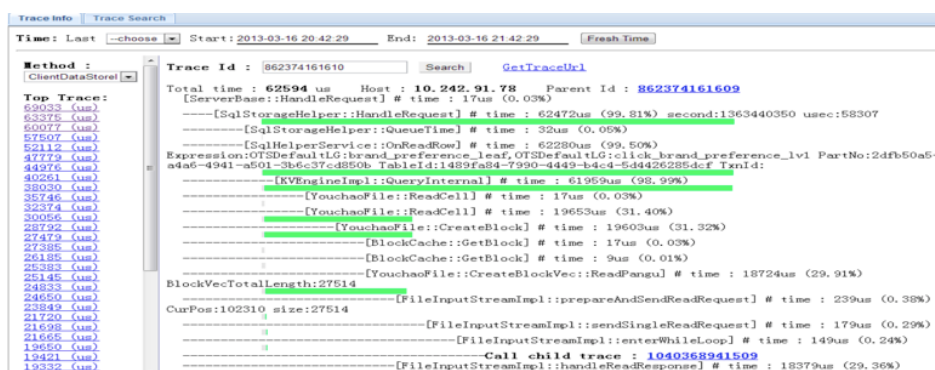 Trace Info Trace Search
Time: Last --choose Start: 2013-03-16 20:42:29 End: 2013-03-16 21:42:29 Fresh Time
Method :
ClientDataStoreI
Top Trace:
69033 (us)
63375 (us)
60077 (us)
57507 (us)
52112 (us)
47779 (us)
44976 (us)
40261 (us)
38030 (us)
35746 (us)
32374 (us)
30056 (us)
28792 (us)
27479 (us)
27385 (us)
26185 (us)
25383 (us)
25145 (us)
24833 (us)
24650 (us)
23849 (us)
21720 (us)
21698 (us)
21665 (us)
19650 (us)
19421 (us)
19332 (us)
Trace Id : 862374161610 Search GetTraceUrl
Total time : 62594 us Host : 10.242.91.78 Parent Id : 862374161609
[ServerBase::HandleRequest] # time : 17us (0.03%)
----[SqlStorageHelper::HandleRequest] # time : 62472us (99.81%) second:1363440350 usec:58307
--------[SqlStorageHelper::QueueTime] # time : 32us (0.05%)
--------[SqlHelperService::OnReadRow] # time : 62280us (99.50%)
Expression:OTSDefaultLG:brand_preference_leaf,OTSDefaultLG:click_brand_preference_lv1 PartNo:2dfb50a5-
a4a6-4941-a501-3b6c37cd850b TableId:1489fa84-7990-4449-b4c4-5d4426285dcf TxnId:
------------[KVEngineImpl::QueryInternal] # time : 61959us (98.99%)
----------------[YouchaoFile::ReadCell] # time : 17us (0.03%)
----------------[YouchaoFile::ReadCell] # time : 19653us (31.40%)
--------------------[YouchaoFile::CreateBlock] # time : 19603us (31.32%)
------------------------[BlockCache::GetBlock] # time : 17us (0.03%)
------------------------[BlockCache::GetBlock] # time : 9us (0.01%)
------------------------[YouchaoFile::CreateBlockVec::ReadPangu] # time : 18724us (29.91%)
BlockVecTotalLength:27514
----------------------------[FileInputStreamImpl::prepareAndSendReadRequest] # time : 239us (0.38%)
CurPos:102310 size:27514
--------------------------------[FileInputStreamImpl::sendSingleReadRequest] # time : 179us (0.29%)
------------------------------------[FileInputStreamImpl::enterWhileLoop] # time : 149us (0.24%)
----------------------------------------Call child trace : 1040368941509
----------------------------[FileInputStreamImpl::handleReadResponse] # time : 18379us (29.36%)